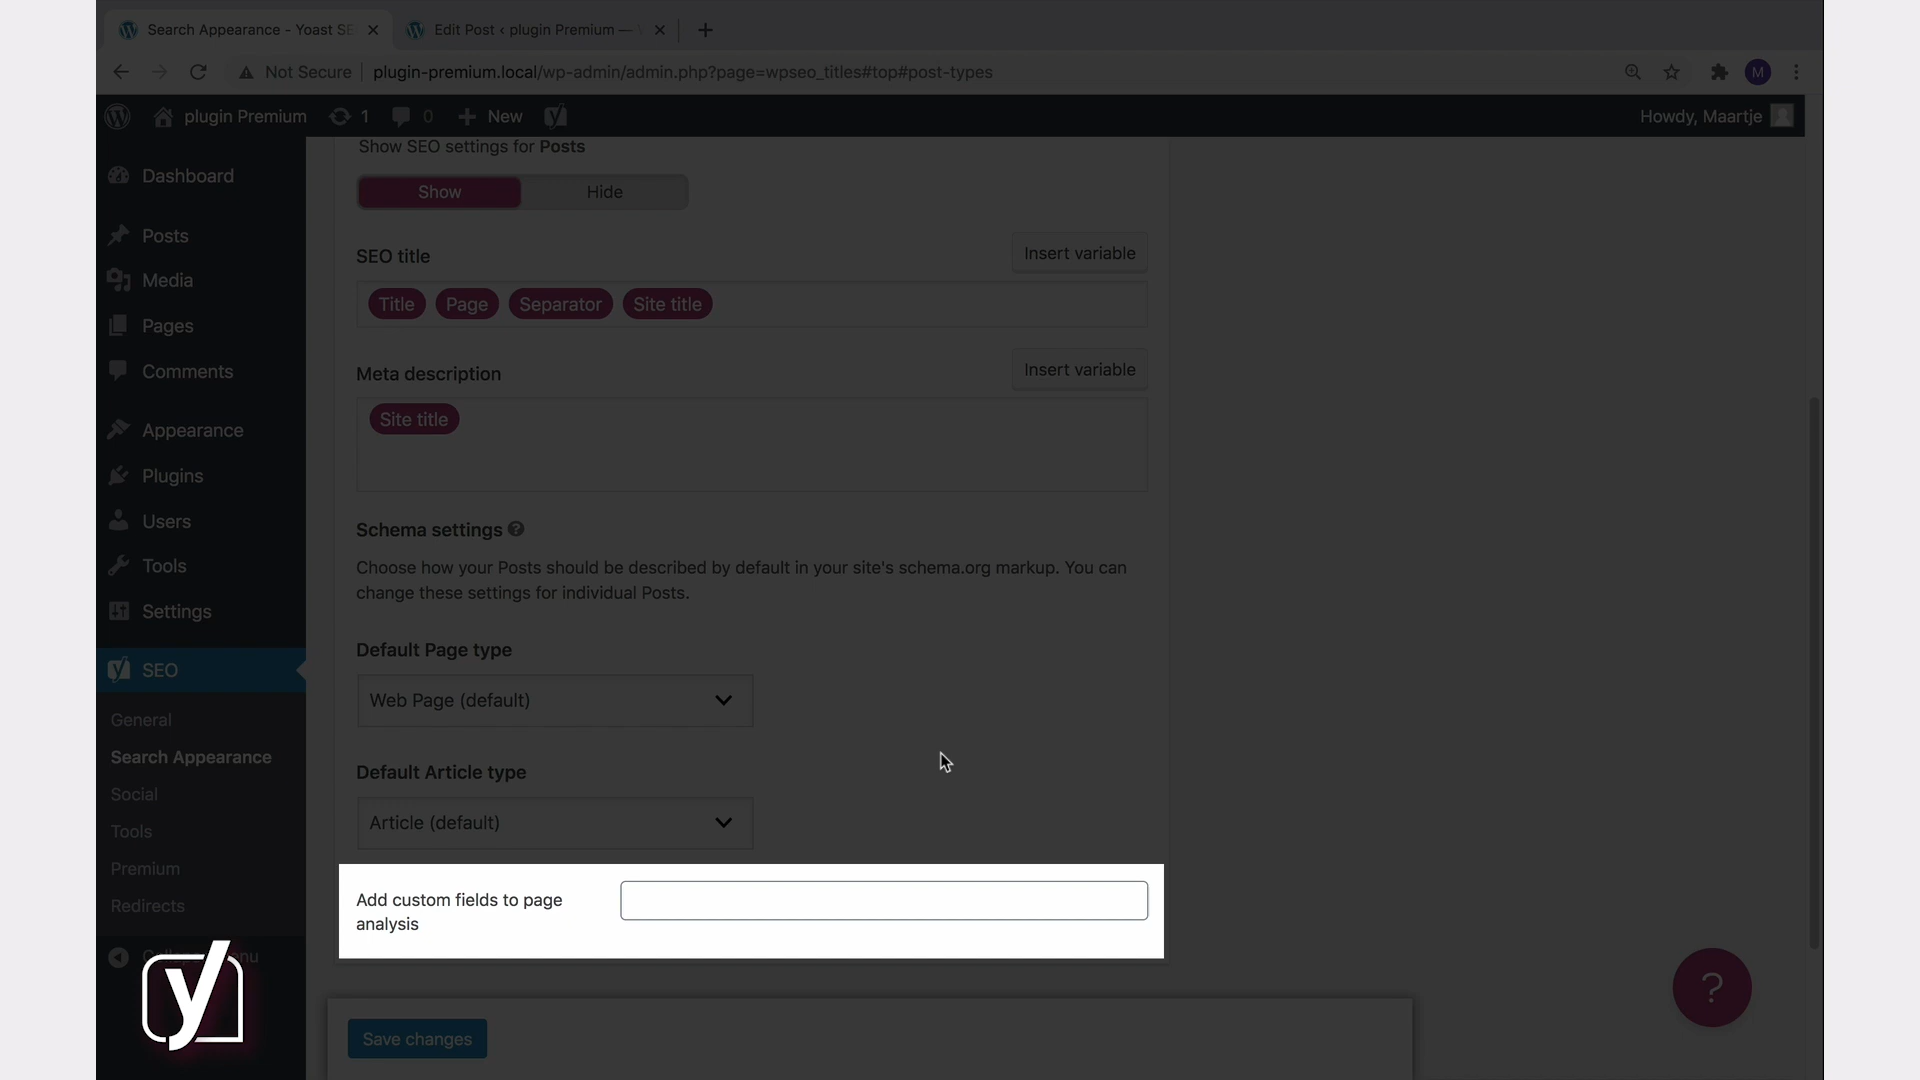 Search Appearance - Yoast SE
Edit Post ‹ plugin Premium —
Not Secure
plugin-premium.local/wp-admin/admin.php?page=wpseo_titles#top#post-types
M
plugin Premium
1
0
New
Howdy, Maartje
Show SEO settings for Posts
Show
Hide
Dashboard
Posts
Media
Pages
Comments
Appearance
Plugins
Users
Tools
Settings
SEO
General
Search Appearance
Social
Tools
Premium
Redirects
SEO title
Insert variable
Title
Page
Separator
Site title
Meta description
Insert variable
Site title
Schema settings
Choose how your Posts should be described by default in your site's schema.org markup. You can
change these settings for individual Posts.
Default Page type
Web Page (default)
Default Article type
Article (default)
Add custom fields to page
analysis
Save changes
?
y